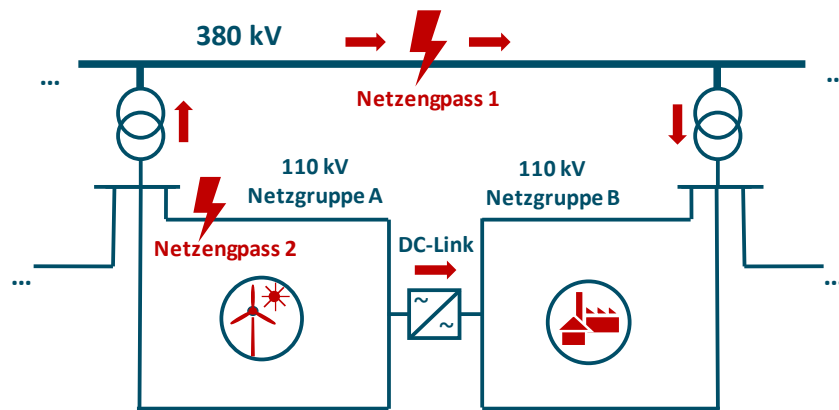 380 kV
...
...
Netzengpass 1
110 kV
Netzgruppe A
110 kV
Netzgruppe B
Netzengpass 2
DC-Link
...
...
~
~